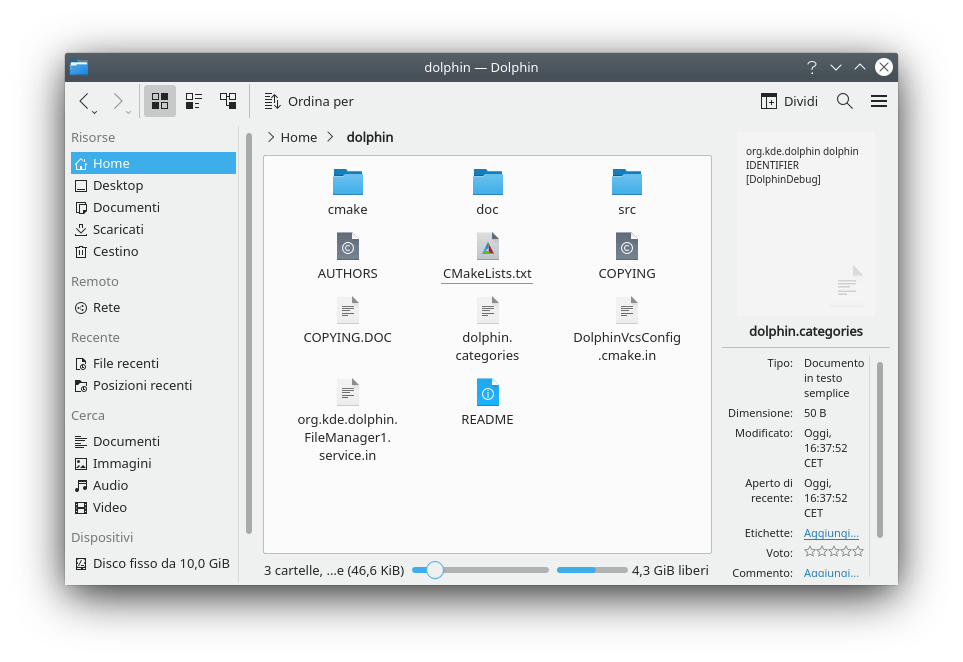 dolphin — Dolphin
?
Ordina per
Dividi
Risorse
Home
Desktop
Documenti
Scaricati
Cestino
Remoto
Rete
Recente
File recenti
Posizioni recenti
Cerca
Documenti
Immagini
Audio
Video
Dispositivi
Disco fisso da 10,0 GiB
Home
dolphin
cmake
doc
src
AUTHORS
CMakeLists.txt
COPYING
COPYING.DOC
dolphin.
categories
DolphinVcsConfig
.cmake.in
org.kde.dolphin.
FileManager1.
service.in
README
3 cartelle, ...e (46,6 KiB)
4,3 GiB liberi
org.kde.dolphin dolphin
IDENTIFIER
[DolphinDebug]
dolphin.categories
Tipo: Documento
in testo
semplice
Dimensione: 50 B
Modificato: Oggi,
16:37:52
CET
Aperto di Oggi,
recente: 16:37:52
CET
Etichette: Aggiungi...
Voto:
Commento: Aggiungi...